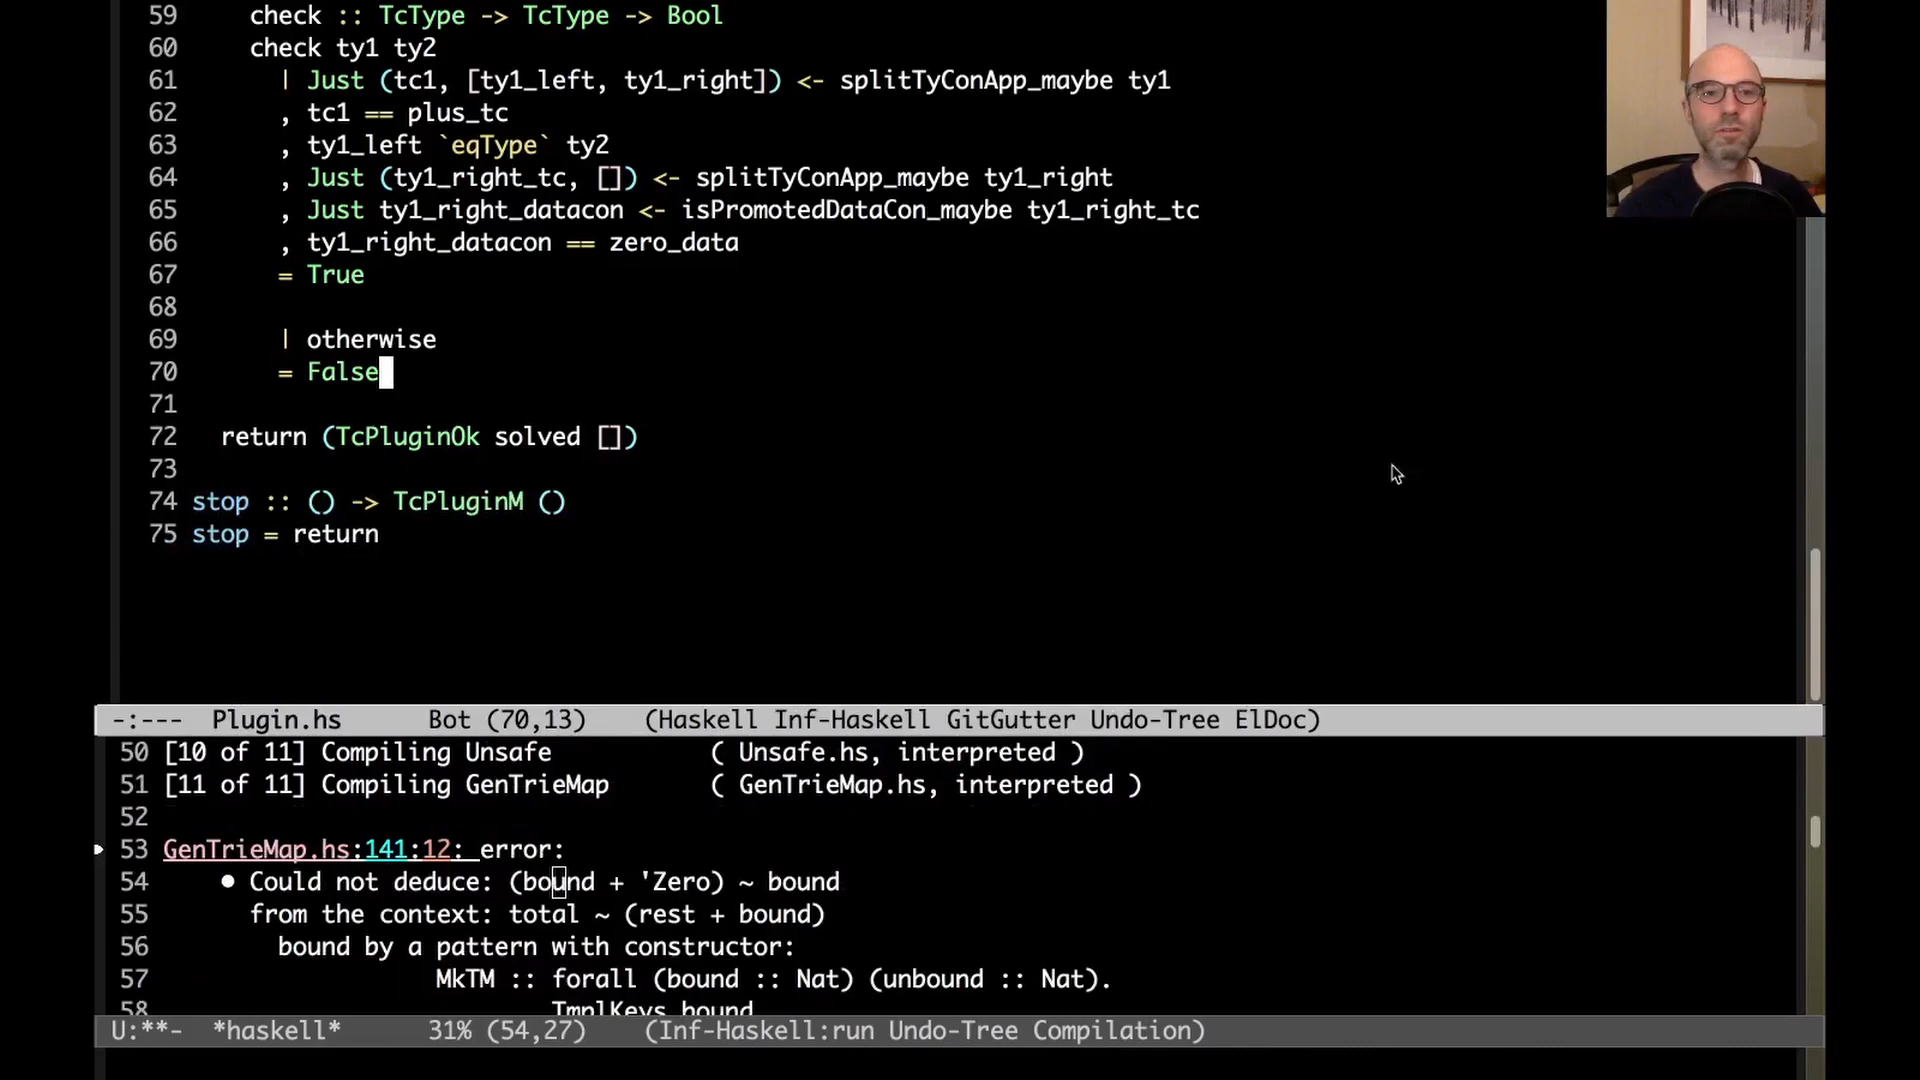 59     check :: TcType -> TcType -> Bool
60     check ty1 ty2
61       | Just (tc1, [ty1_left, ty1_right]) <- splitTyConApp_maybe ty1
62       , tc1 == plus_tc
63       , ty1_left `eqType` ty2
64       , Just (ty1_right_tc, []) <- splitTyConApp_maybe ty1_right
65       , Just ty1_right_datacon <- isPromotedDataCon_maybe ty1_right_tc
66       , ty1_right_datacon == zero_data
67       = True
68
69       | otherwise
70       = False
71
72   return (TcPluginOk solved [])
73
74 stop :: () -> TcPluginM ()
75 stop = return
-:---  Plugin.hs      Bot (70,13)    (Haskell Inf-Haskell GitGutter Undo-Tree ElDoc)
50 [10 of 11] Compiling Unsafe           ( Unsafe.hs, interpreted )
51 [11 of 11] Compiling GenTrieMap       ( GenTrieMap.hs, interpreted )
52
53 GenTrieMap.hs:141:12: error:
54     • Could not deduce: (bound + 'Zero) ~ bound
55       from the context: total ~ (rest + bound)
56         bound by a pattern with constructor:
57                    MkTM :: forall (bound :: Nat) (unbound :: Nat).
58                            TmplKeys bound
U:**-  *haskell*      31% (54,27)    (Inf-Haskell:run Undo-Tree Compilation)